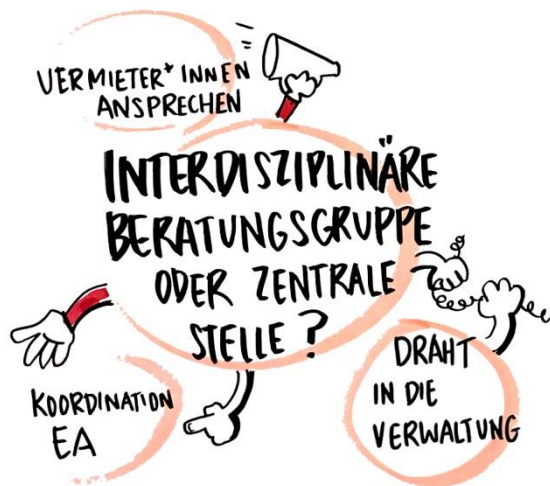 VERMIETER*INNEN
ANSPRECHEN
INTERDISZIPLINÄRE
BERATUNGSGRUPPE
ODER ZENTRALE
STELLE?
KOORDINATION
EA
DRAHT
IN DIE
VERWALTUNG